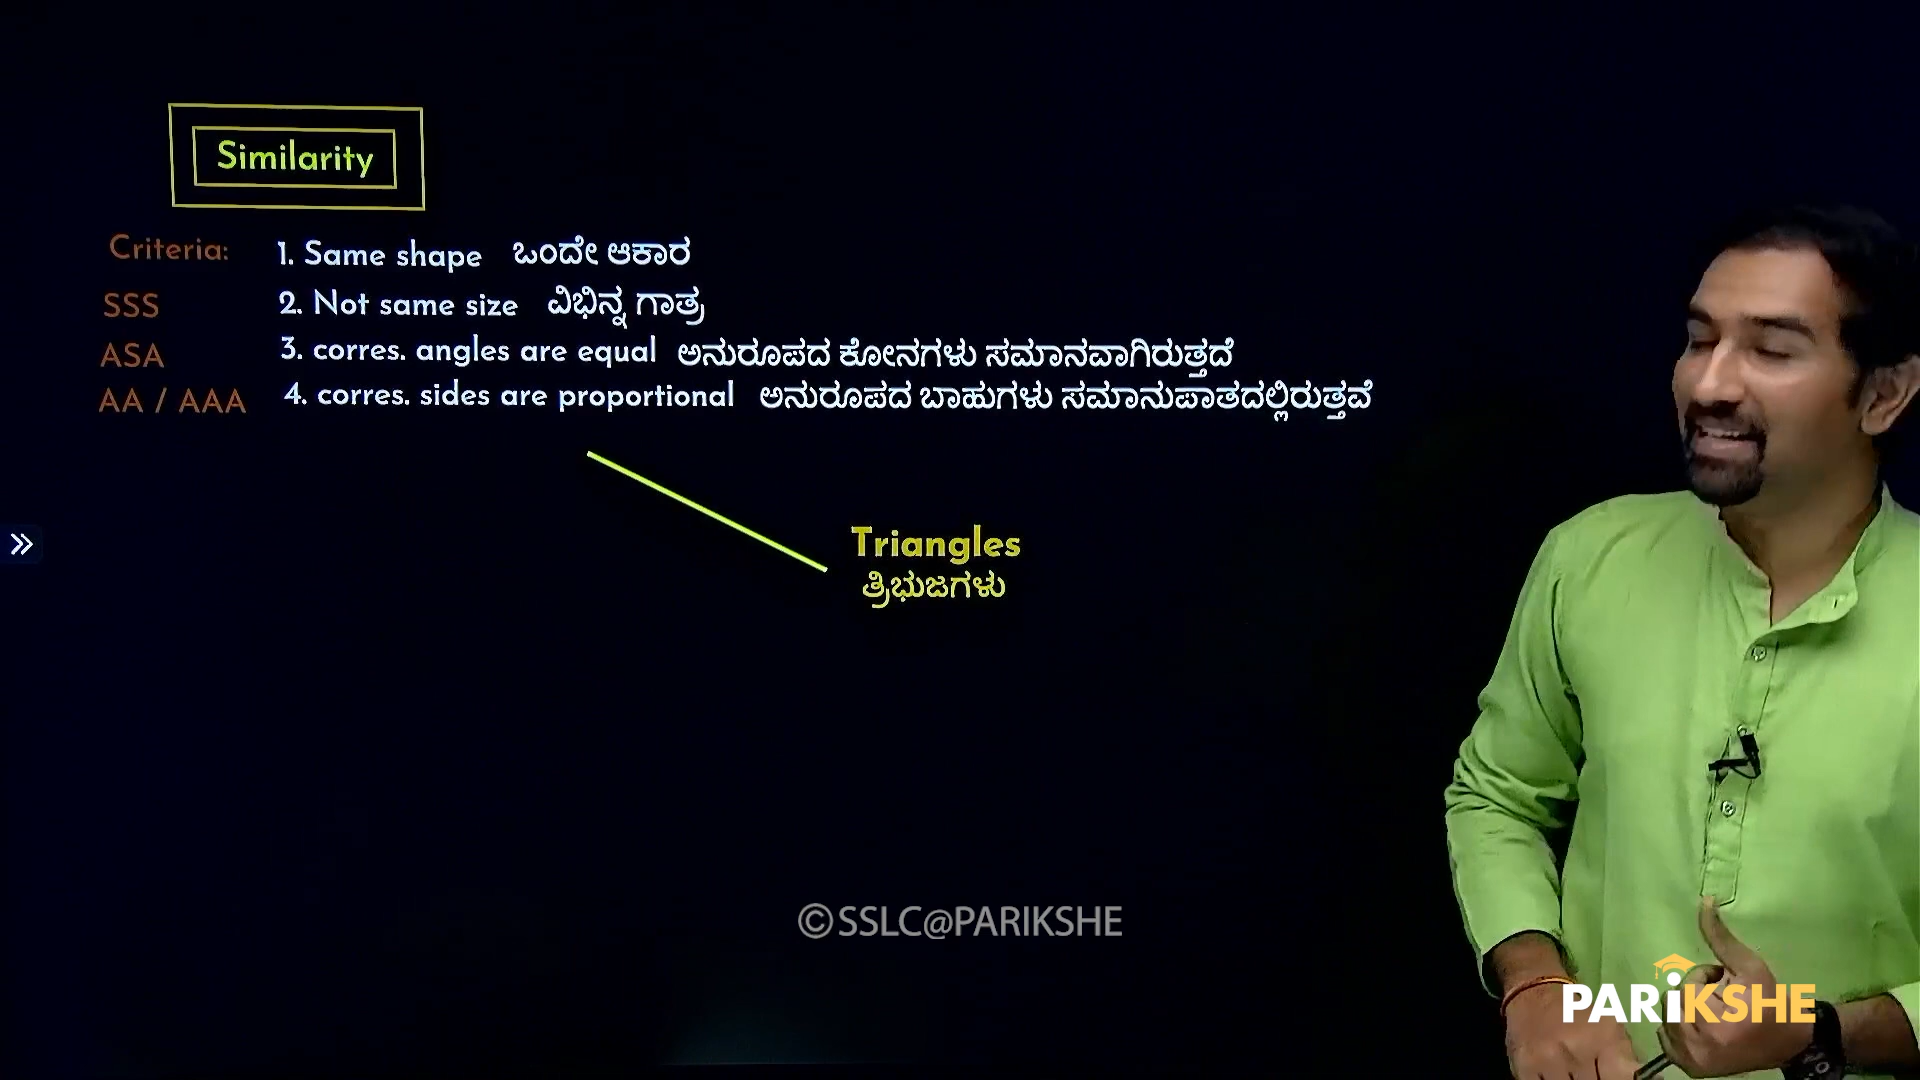 Similarity
Criteria:
SSS
ASA
AA / AAA
1. Same shape ಒಂದೇ ಆಕಾರ
2. Not same size ವಿಭಿನ್ನ ಗಾತ್ರ
3. corres. angles are equal ಅನುರೂಪದ ಕೋನಗಳು ಸಮಾನವಾಗಿರುತ್ತದೆ
4. corres. sides are proportional ಅನುರೂಪದ ಬಾಹುಗಳು ಸಮಾನುಪಾತದಲ್ಲಿರುತ್ತವೆ
Triangles
ತ್ರಿಭುಜಗಳು
©SSLC@PARIKSHE
PARiKSHE